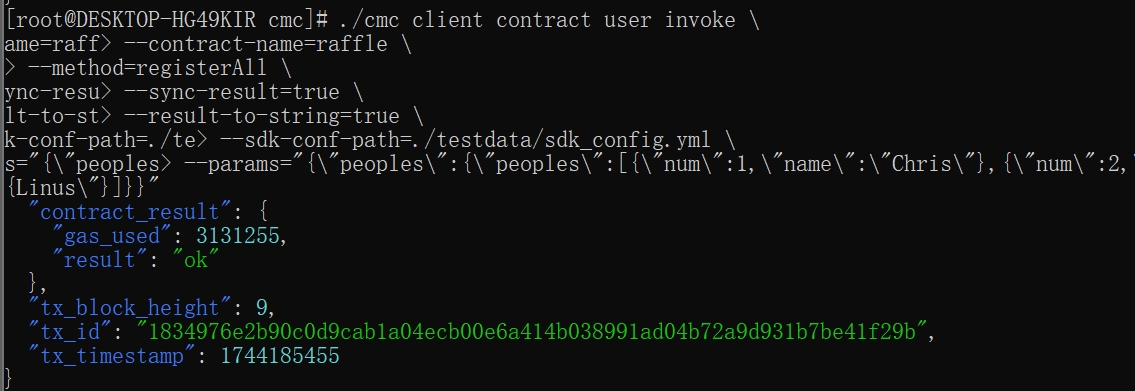 [root@DESKTOP-HG49KIR cmc]# ./cmc client contract user invoke \
ame=raff> --contract-name=raffle \
> --method=registerAll \
ync-resu> --sync-result=true \
lt-to-st> --result-to-string=true \
k-conf-path=./te> --sdk-conf-path=./testdata/sdk_config.yml \
s="{\"peoples> --params="{\"peoples\":{\"peoples\":[{\"num\":1,\"name\":\"Chris\"},{\"num\":2,\
{Linus\"}]}}"
"contract_result": {
"gas_used": 3131255,
"result": "ok"
},
"tx_block_height": 9,
"tx_id": "1834976e2b90c0d9cab1a04ecb00e6a414b038991ad04b72a9d931b7be41f29b",
"tx_timestamp": 1744185455
}